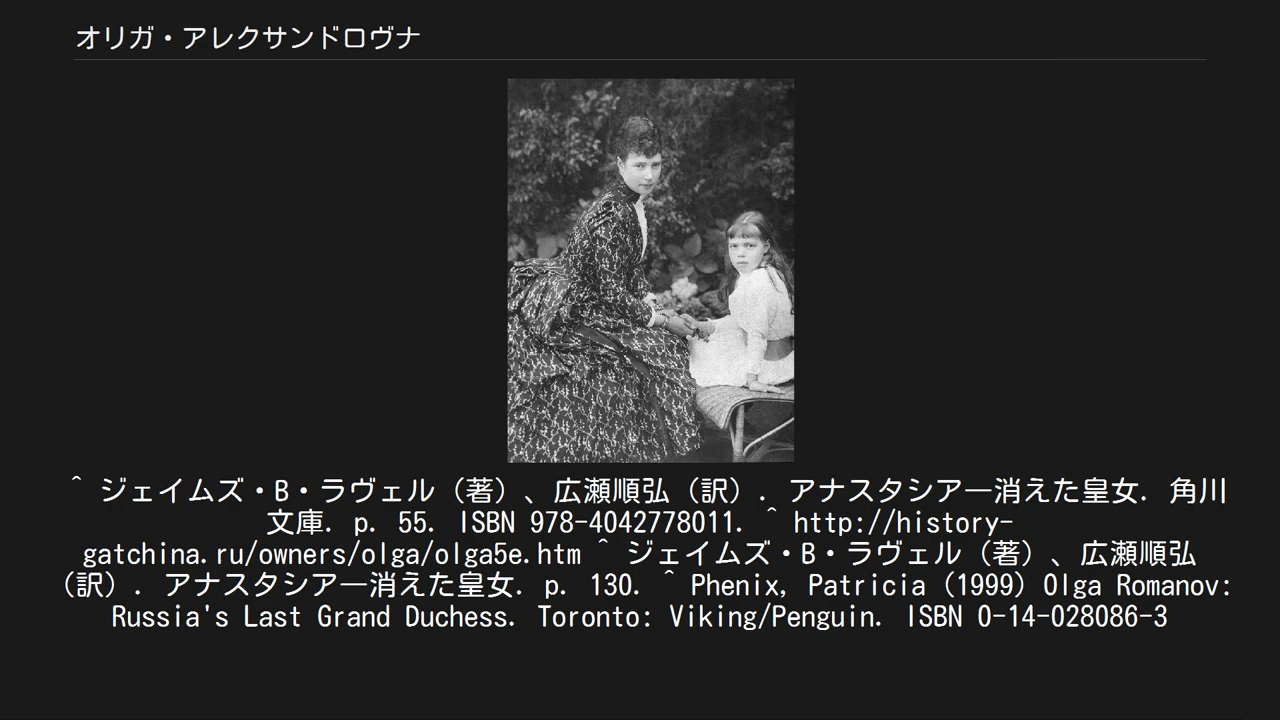 オリガ・アレクサンドロヴナ
^ ジェイムズ・B・ラヴェル（著）、広瀬順弘（訳）. アナスタシア―消えた皇女. 角川
文庫. p. 55. ISBN 978-4042778011. ^ http://history-
gatchina.ru/owners/olga/olga5e.htm ^ ジェイムズ・B・ラヴェル（著）、広瀬順弘
（訳）. アナスタシア―消えた皇女. p. 130. ^ Phenix, Patricia (1999) Olga Romanov:
Russia's Last Grand Duchess. Toronto: Viking/Penguin. ISBN 0-14-028086-3